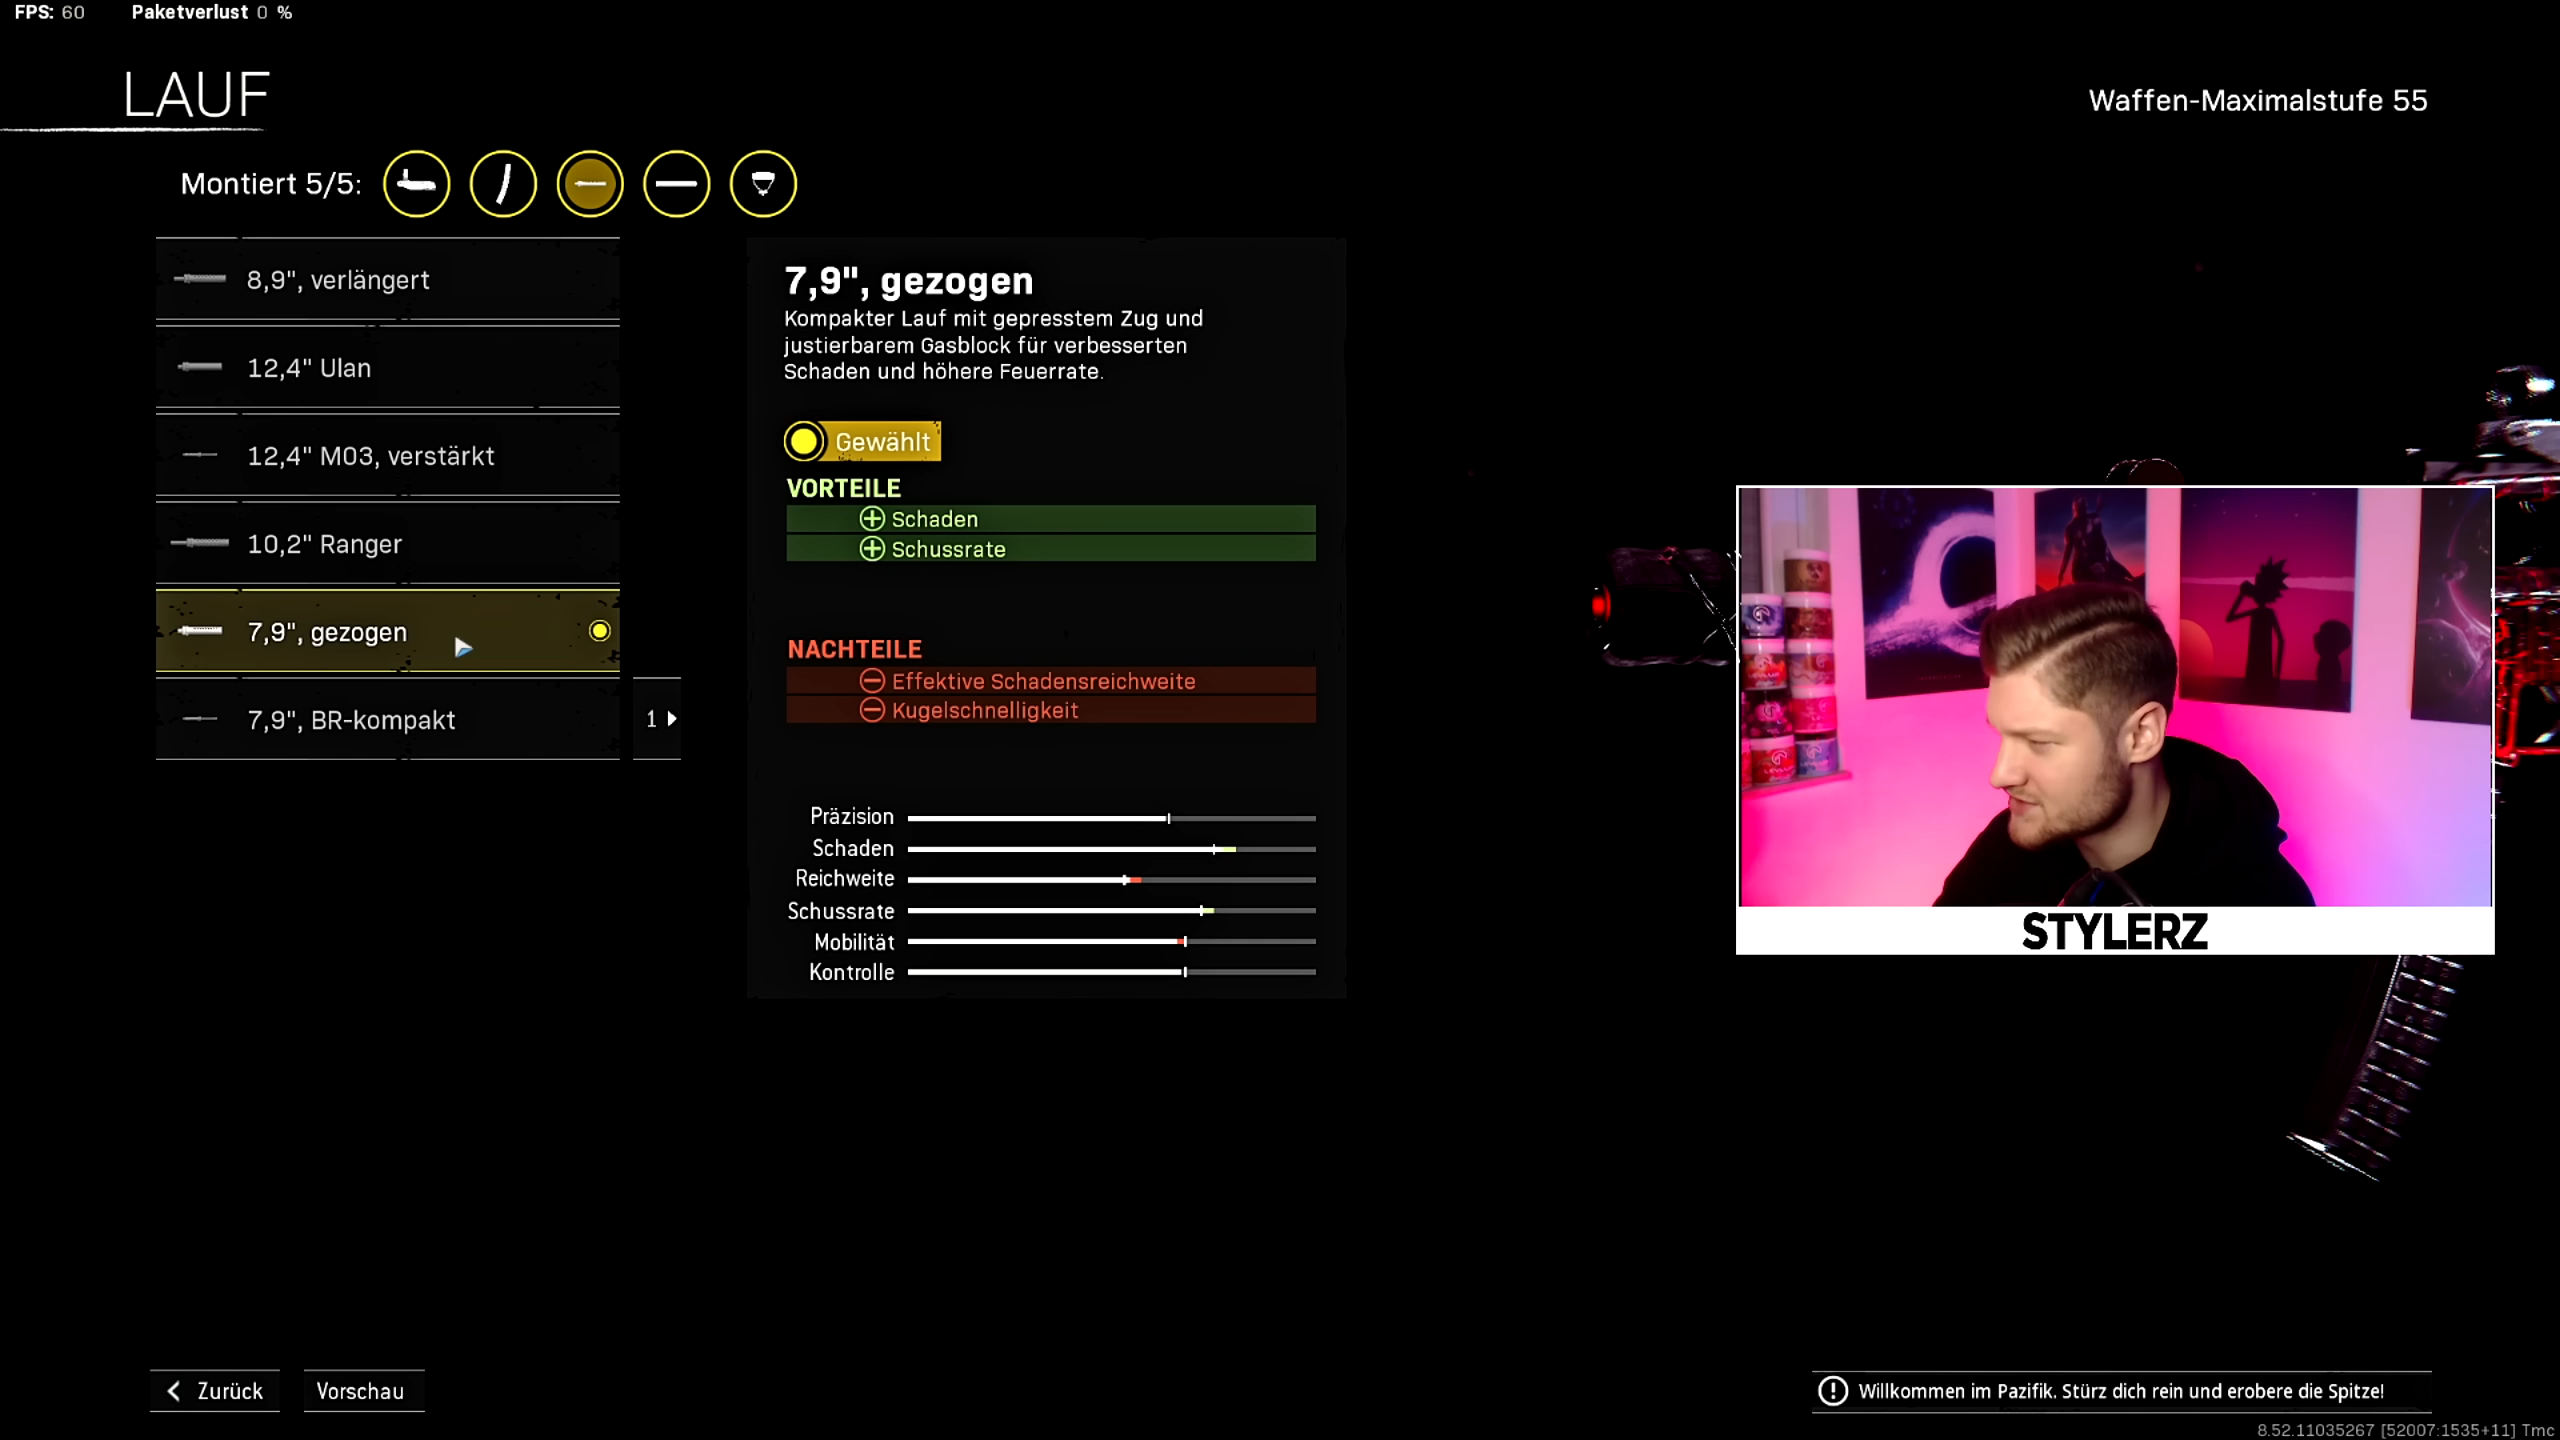 FPS: 60 Paketverlust 0 %
LAUF
Waffen-Maximalstufe 55
Montiert 5/5:
8,9", verlängert
12,4" Ulan
12,4" M03, verstärkt
10,2" Ranger
7,9", gezogen
7,9", BR-kompakt
1
7,9", gezogen
Kompakter Lauf mit gepresstem Zug und
justierbarem Gasblock für verbesserten
Schaden und höhere Feuerrate.
Gewählt
VORTEILE
Schaden
Schussrate
NACHTEILE
Effektive Schadensreichweite
Kugelschnelligkeit
Präzision
Schaden
Reichweite
Schussrate
Mobilität
Kontrolle
STYLERZ
Zurück
Vorschau
Willkommen im Pazifik. Stürz dich rein und erobere die Spitze!
8.52.11035267 [52007:1535+11] Tmc